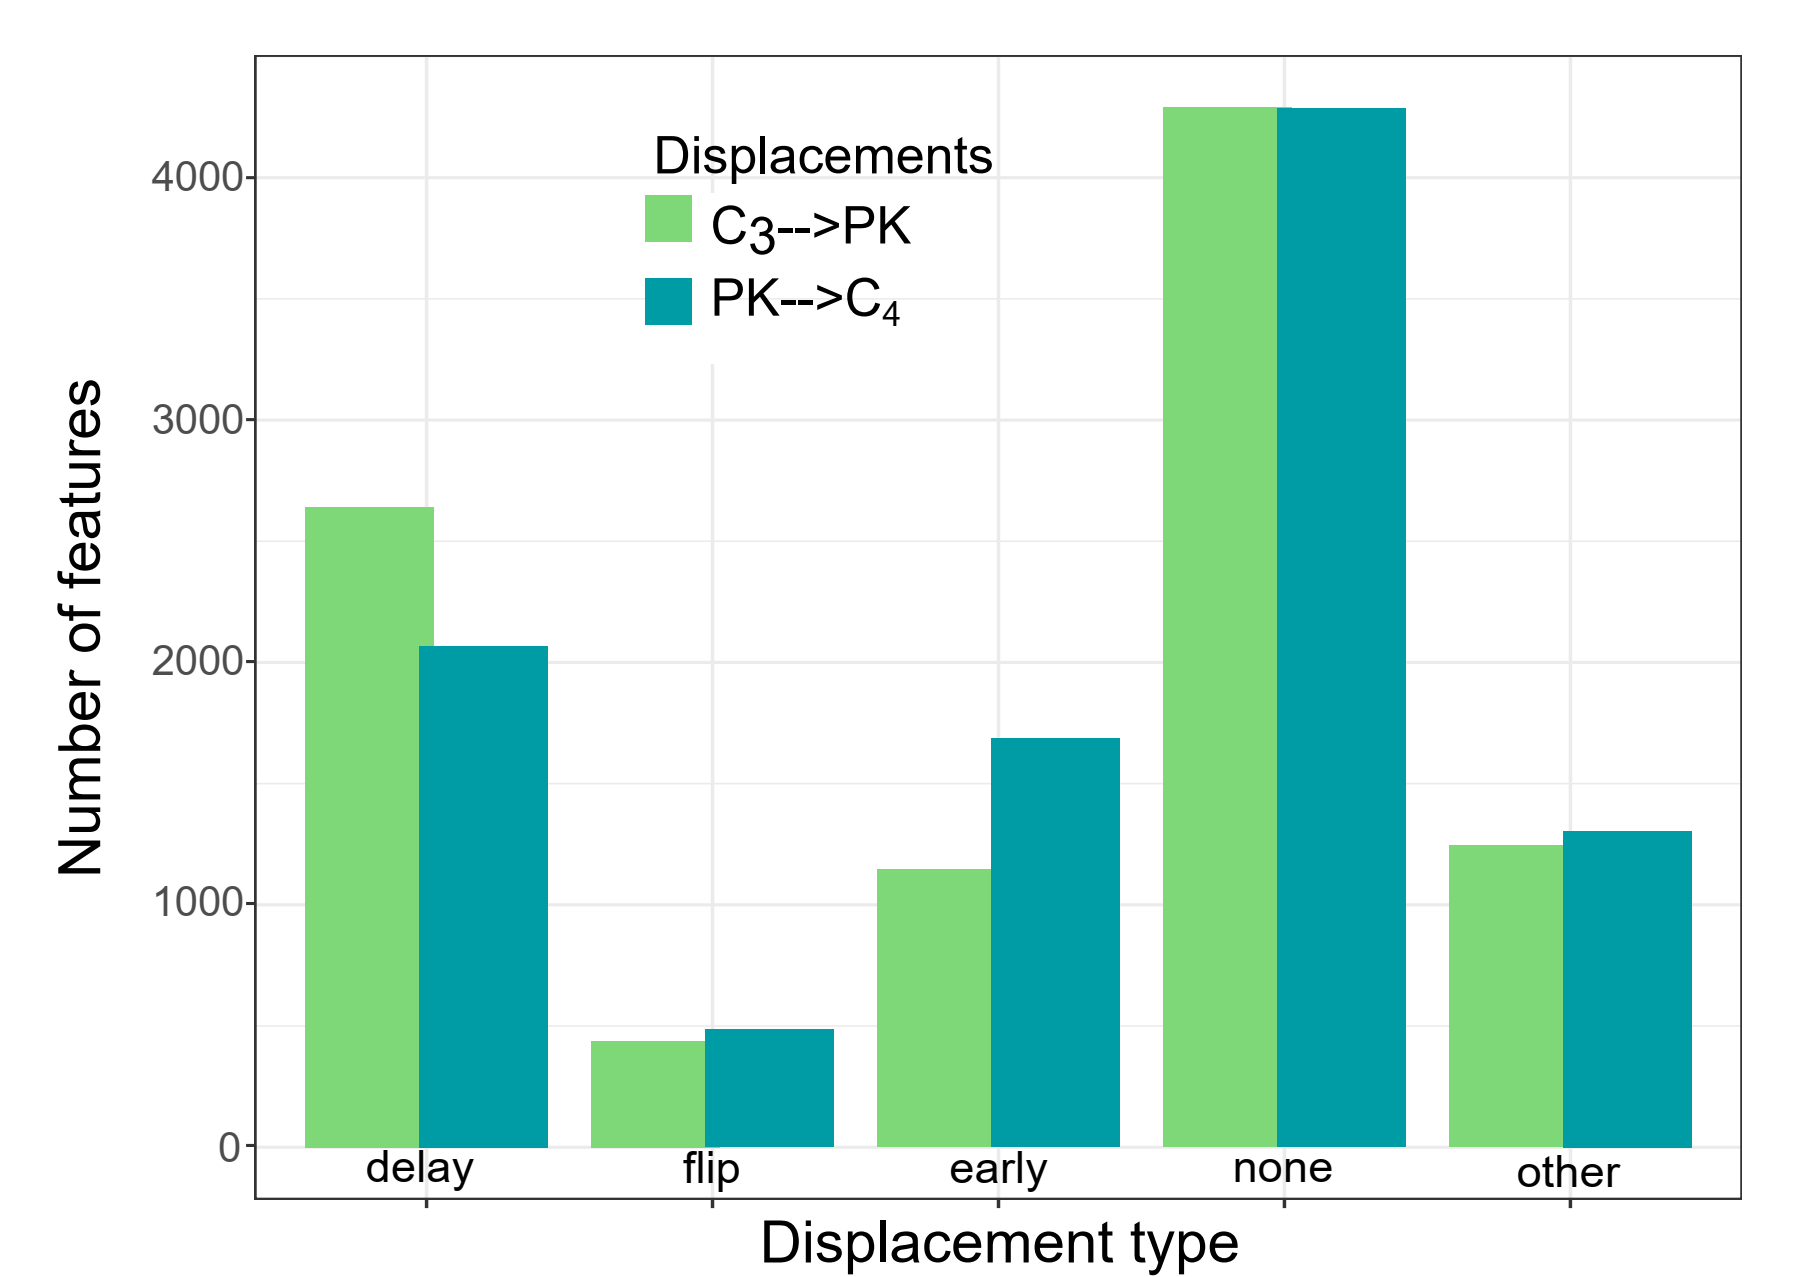 Displacements
C3-->PK
PK-->C4
4000
3000
2000
1000
0
Number of features
delay flip early none other
Displacement type